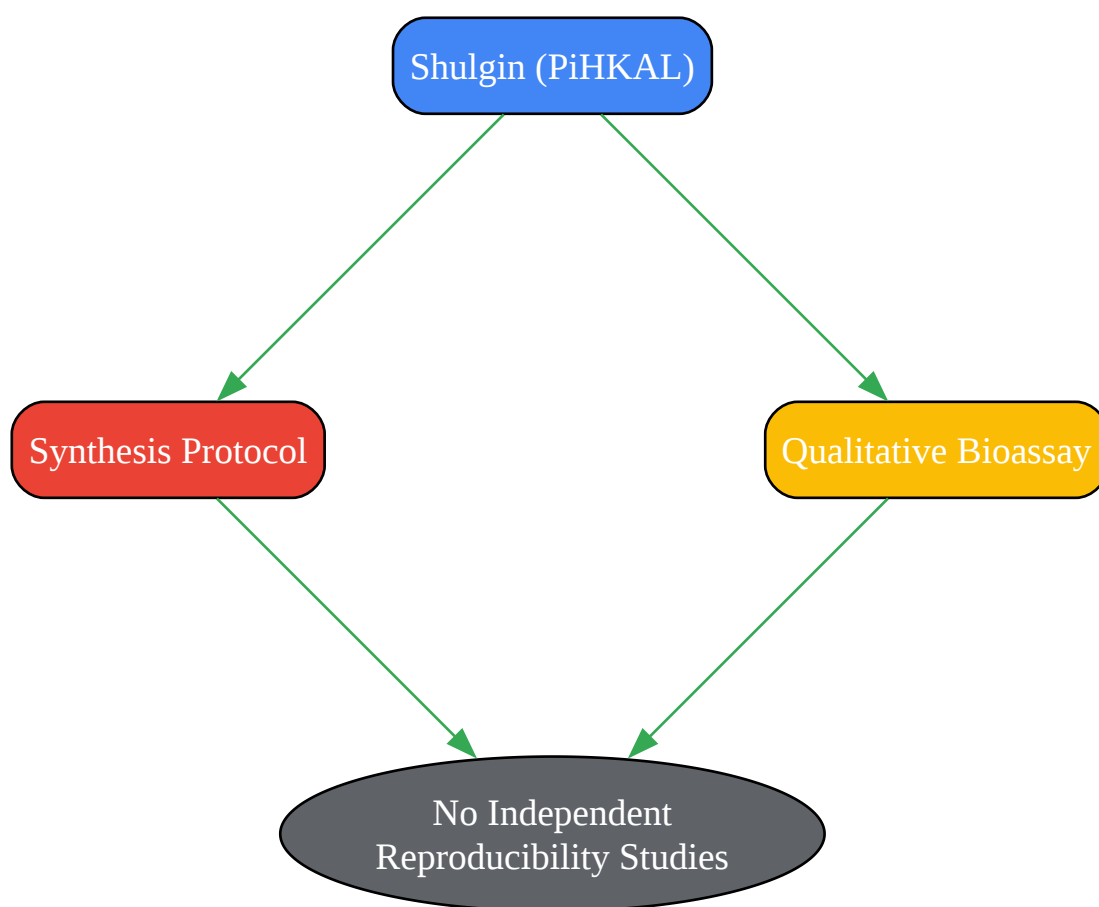 Shulgin (PiHKAL)
Synthesis Protocol
Qualitative Bioassay
No Independent
Reproducibility Studies